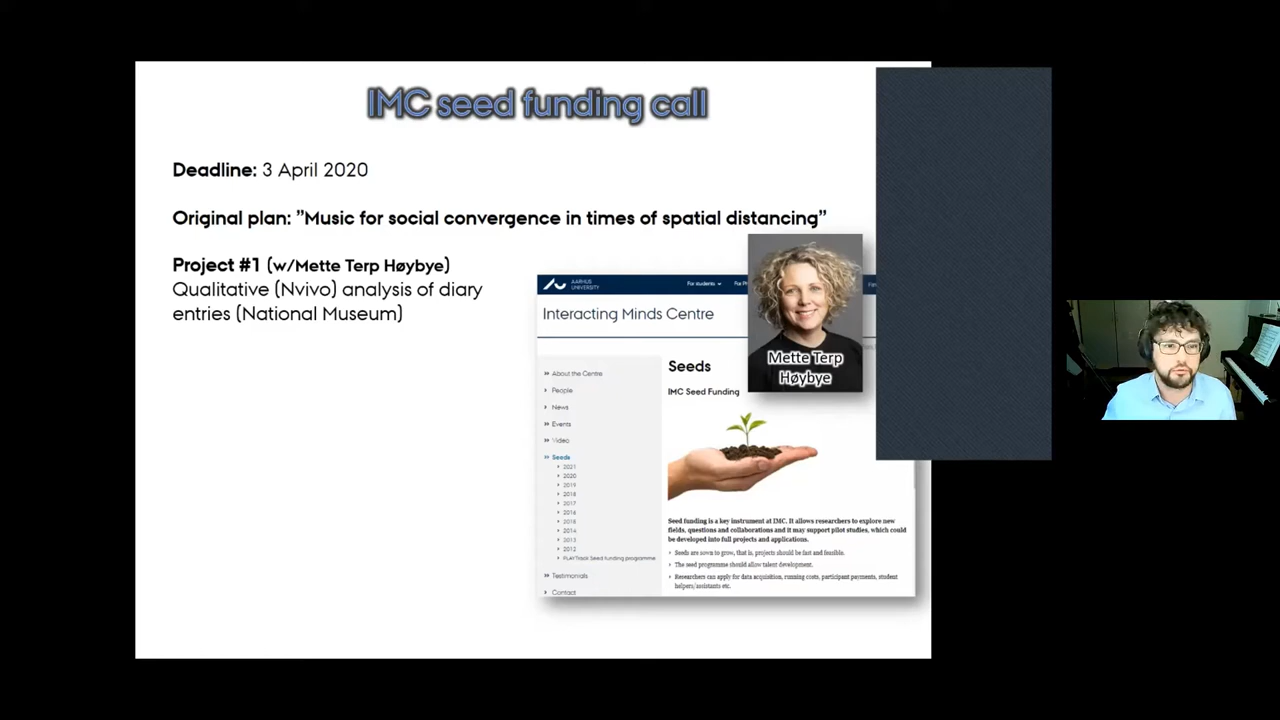 IMC seed funding call
Deadline: 3 April 2020
Original plan: ”Music for social convergence in times of spatial distancing”
Project #1 (w/Mette Terp Høybye)
Qualitative (Nvivo) analysis of diary
entries (National Museum)
AARHUS
UNIVERSITY
For students
Interacting Minds Centre
About the Centre
People
News
Events
Video
Seeds
2021
2020
2019
2018
2017
2016
2015
2014
2013
2012
PLAYTrack Seed funding programme
Testimonials
Contact
Seeds
IMC Seed Funding
Mette Terp
Høybye
Seed funding is a key instrument at IMC. It allows researchers to explore new
fields, questions and collaborations and it may support pilot studies, which could
be developed into full projects and applications.
Seeds are sown to grow, that is, projects should be fast and feasible.
The seed programme should allow talent development.
Researchers can apply for data acquisition, running costs, participant payments, student
helpers/assistants etc.